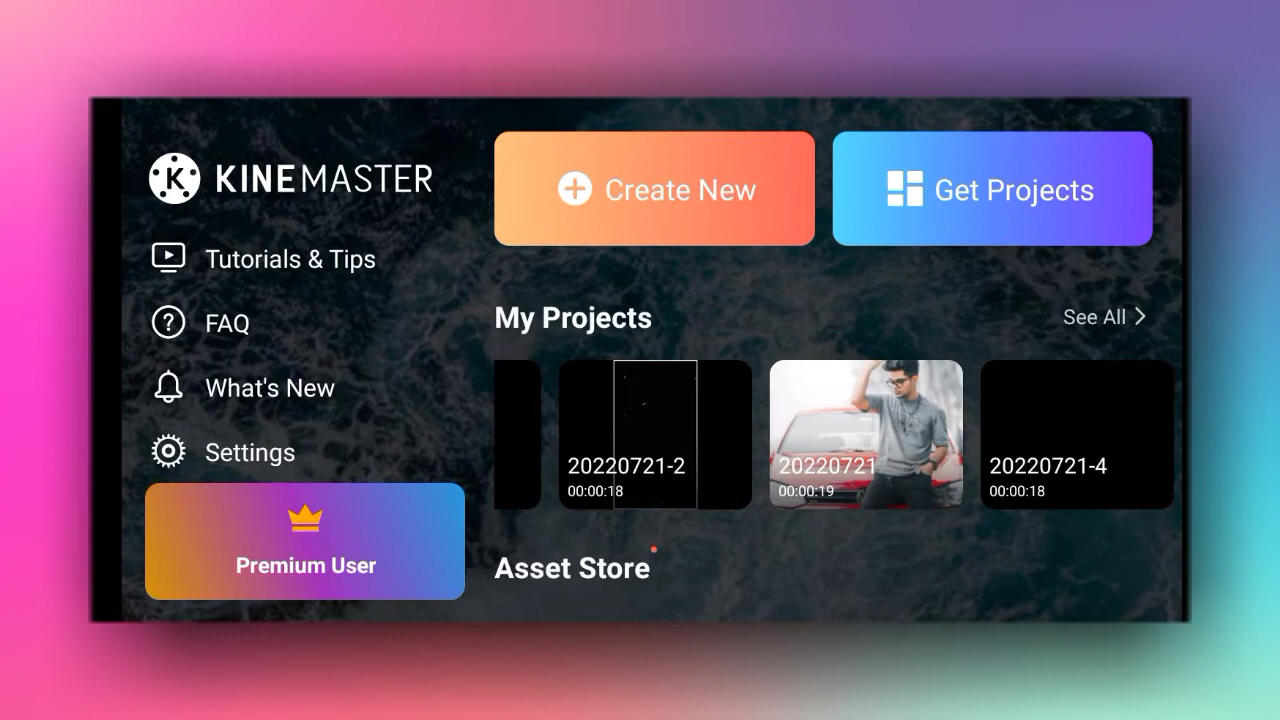 KINEMASTER
Tutorials & Tips
FAQ
What's New
Settings
Premium User
Create New
Get Projects
My Projects
See All
20220721-2
00:00:18
20220721
00:00:19
20220721-4
00:00:18
Asset Store